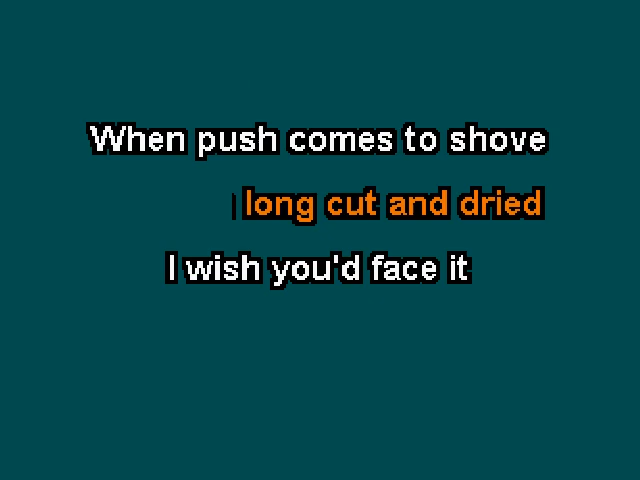 When push comes to shove
long cut and dried
I wish you'd face it